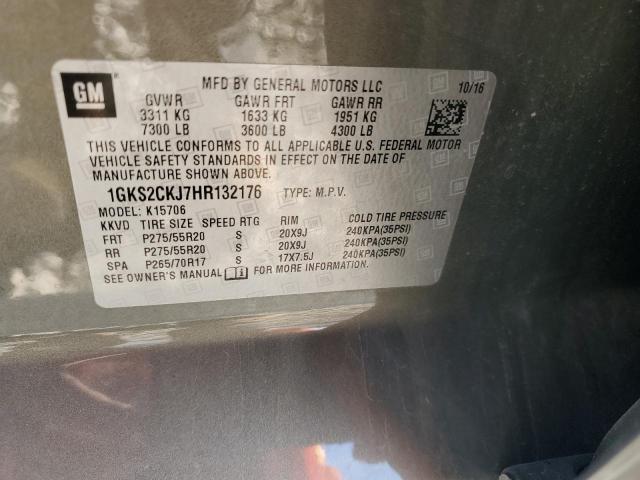 GM
MFD BY GENERAL MOTORS LLC 10/16
GVWR GAWR FRT GAWR RR
3311 KG 1633 KG 1951 KG
7300 LB 3600 LB 4300 LB
THIS VEHICLE CONFORMS TO ALL APPLICABLE U.S. FEDERAL MOTOR
VEHICLE SAFETY STANDARDS IN EFFECT ON THE DATE OF
MANUFACTURE SHOWN ABOVE.
1GKS2CKJ7HR132176 TYPE: M.P.V.
MODEL: K15706
KKVD TIRE SIZE SPEED RTG RIM COLD TIRE PRESSURE
FRT P275/55R20 S 20X9J 240KPA(35PSI)
RR P275/55R20 S 20X9J 240KPA(35PSI)
SPA P265/70R17 S 17X7.5J 240KPA(35PSI)
SEE OWNER'S MANUAL FOR MORE INFORMATION.